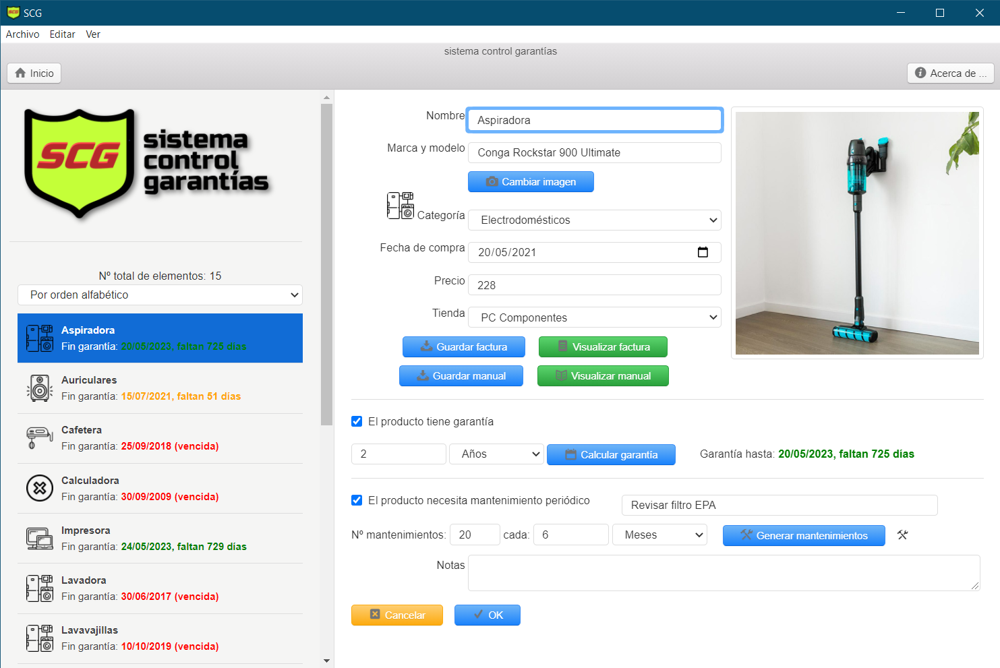 SCG
Archivo Editar Ver
sistema control garantías
Inicio
Acerca de ...
SCG
sistema
control
garantías
Nº total de elementos: 15
Por orden alfabético
Aspiradora
Fin garantía: 20/05/2023, faltan 725 días
Auriculares
Fin garantía: 15/07/2021, faltan 51 días
Cafetera
Fin garantía: 25/09/2018 (vencida)
Calculadora
Fin garantía: 30/09/2009 (vencida)
Impresora
Fin garantía: 24/05/2023, faltan 729 días
Lavadora
Fin garantía: 30/06/2017 (vencida)
Lavavajillas
Fin garantía: 10/10/2019 (vencida)
Nombre Aspiradora
Marca y modelo Conga Rockstar 900 Ultimate
Cambiar imagen
Categoría Electrodomésticos
Fecha de compra 20/05/2021
Precio 228
Tienda PC Componentes
Guardar factura Visualizar factura
Guardar manual Visualizar manual
El producto tiene garantía
2 Años Calcular garantía Garantía hasta: 20/05/2023, faltan 725 días
El producto necesita mantenimiento periódico Revisar filtro EPA
Nº mantenimientos: 20 cada: 6 Meses Generar mantenimientos
Notas
Cancelar OK